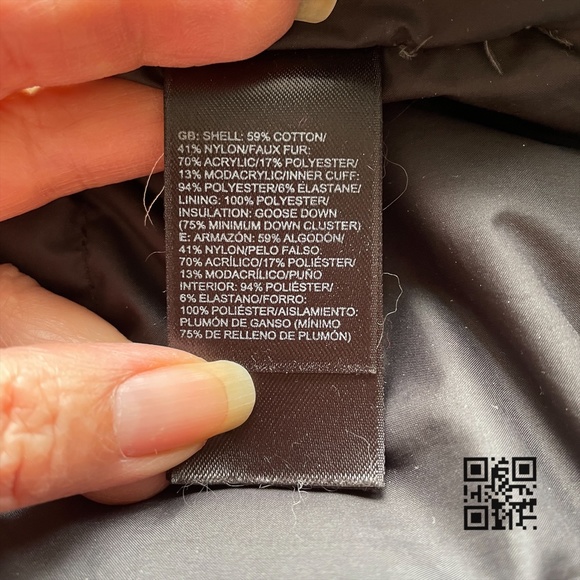 GB: SHELL: 59% COTTON/
41% NYLON/FAUX FUR:
70% ACRYLIC/17% POLYESTER/
13% MODACRYLIC/INNER CUFF:
94% POLYESTER/6% ELASTANE/
LINING: 100% POLYESTER/
INSULATION: GOOSE DOWN
(75% MINIMUM DOWN CLUSTER)
E: ARMAZÓN: 59% ALGODÓN/
41% NYLON/PELO FALSO:
70% ACRÍLICO/17% POLIÉSTER/
13% MODACRÍLICO/PUÑO
INTERIOR: 94% POLIÉSTER/
6% ELASTANO/FORRO:
100% POLIÉSTER/AISLAMIENTO:
PLUMÓN DE GANSO (MÍNIMO
75% DE RELLENO DE PLUMÓN)